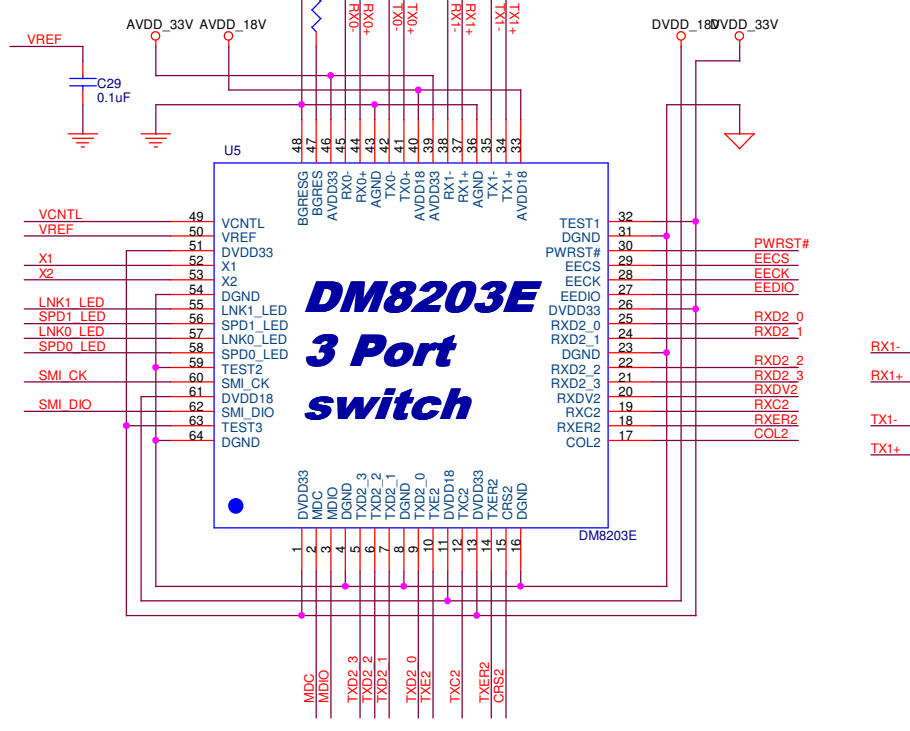 RX0-
RX0+
TX0-
TX0+
RX1-
RX1+
TX1-
TX1+
AVDD_33V
AVDD_18V
DVDD_18V
DVDD_33V
VREF
C29
0.1uF
U5
48
47
46
45
44
43
42
41
40
39
38
37
36
35
34
33
BGRESG
BGRES
AVDD33
RX0-
RX0+
AGND
TX0-
TX0+
AVDD18
AVDD33
RX1-
RX1+
AGND
TX1-
TX1+
AVDD18
VCNTL 49 VCNTL
VREF 50 VREF
51 DVDD33
X1 52 X1
X2 53 X2
54 DGND
LNK1_LED 55 LNK1_LED
SPD1_LED 56 SPD1_LED
LNK0_LED 57 LNK0_LED
SPD0_LED 58 SPD0_LED
59 TEST2
SMI_CK 60 SMI_CK
61 DVDD18
SMI_DIO 62 SMI_DIO
63 TEST3
64 DGND
DM8203E
3 Port
switch
TEST1 32
DGND 31
PWRST# 30 PWRST#
EECS 29 EECS
EECK 28 EECK
EEDIO 27 EEDIO
DVDD33 26
RXD2_0 25 RXD2_0
RXD2_1 24 RXD2_1
DGND 23
RXD2_2 22 RXD2_2
RXD2_3 21 RXD2_3
RXDV2 20 RXDV2
RXC2 19 RXC2
RXER2 18 RXER2
COL2 17 COL2
RX1-
RX1+
TX1-
TX1+
DVDD33
MDC
MDIO
DGND
TXD2_3
TXD2_2
TXD2_1
DGND
TXD2_0
TXE2
DVDD18
TXC2
DVDD33
TXER2
CRS2
DGND
DM8203E
1
2
3
4
5
6
7
8
9
10
11
12
13
14
15
16
MDC
MDIO
TXD2_3
TXD2_2
TXD2_1
TXD2_0
TXE2
TXC2
TXER2
CRS2